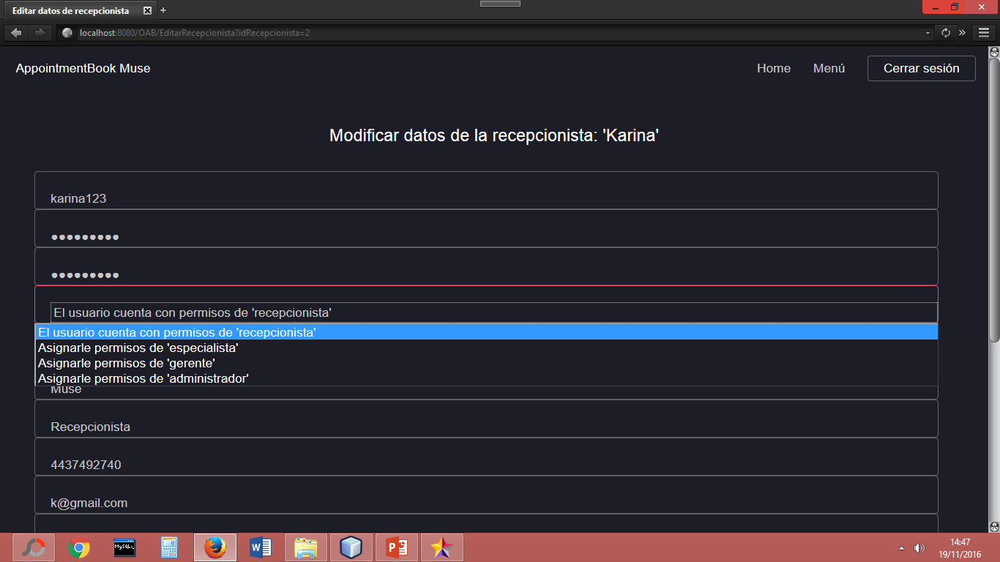 Editar datos de recepcionista
localhost:8080/OAB/EditarRecepcionista?idRecepcionista=2
AppointmentBook Muse
Home
Menú
Cerrar sesión
Modificar datos de la recepcionista: 'Karina'
karina123
●●●●●●●●●
●●●●●●●●●
El usuario cuenta con permisos de 'recepcionista'
El usuario cuenta con permisos de 'recepcionista'
Asignarle permisos de 'especialista'
Asignarle permisos de 'gerente'
Asignarle permisos de 'administrador'
Muse
Recepcionista
4437492740
k@gmail.com
14:47
19/11/2016